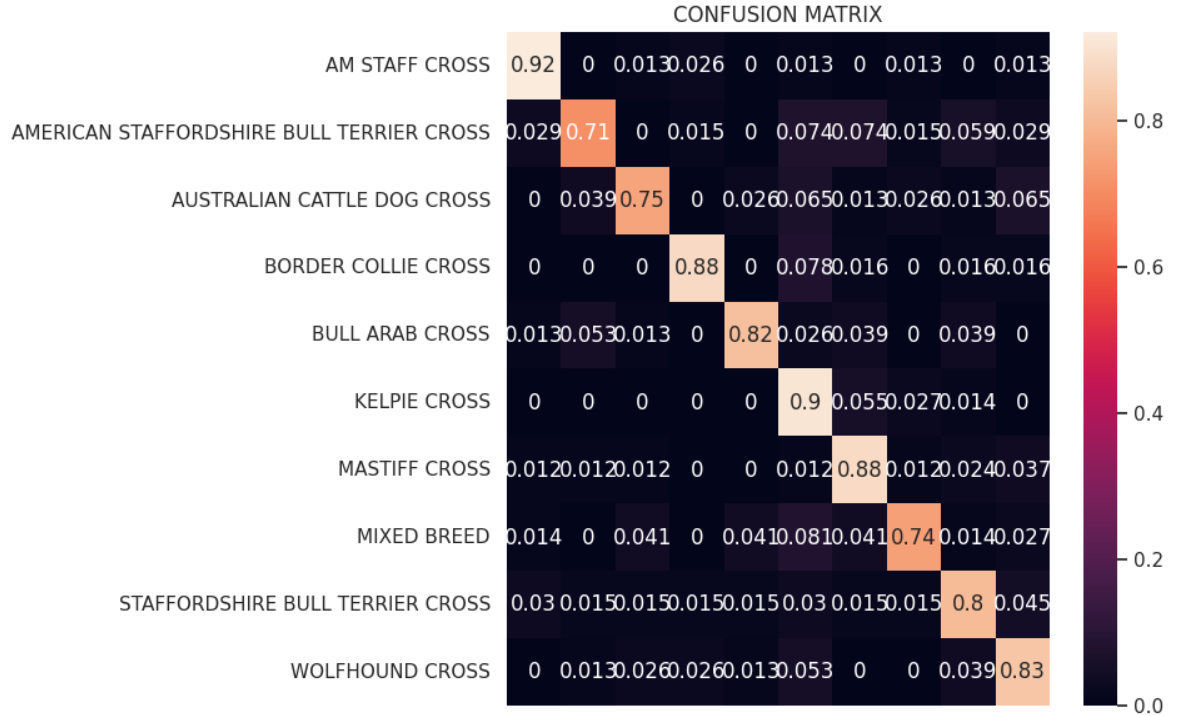 CONFUSION MATRIX
AM STAFF CROSS 0.92 0 0.013 0.026 0 0.013 0 0.013 0 0.013
AMERICAN STAFFORDSHIRE BULL TERRIER CROSS 0.029 0.71 0 0.015 0 0.074 0.074 0.015 0.059 0.029
0.8
AUSTRALIAN CATTLE DOG CROSS 0 0.039 0.75 0 0.026 0.065 0.013 0.026 0.013 0.065
BORDER COLLIE CROSS 0 0 0 0.88 0 0.078 0.016 0 0.016 0.016
0.6
BULL ARAB CROSS 0.013 0.053 0.013 0 0.82 0.026 0.039 0 0.039 0
KELPIE CROSS 0 0 0 0 0 0.9 0.055 0.027 0.014 0
0.4
MASTIFF CROSS 0.012 0.012 0.012 0 0 0.012 0.88 0.012 0.024 0.037
MIXED BREED 0.014 0 0.041 0 0.041 0.081 0.041 0.74 0.014 0.027
0.2
STAFFORDSHIRE BULL TERRIER CROSS 0.03 0.015 0.015 0.015 0.015 0.03 0.015 0.015 0.8 0.045
WOLFHOUND CROSS 0 0.013 0.026 0.026 0.013 0.053 0 0 0.039 0.83
0.0